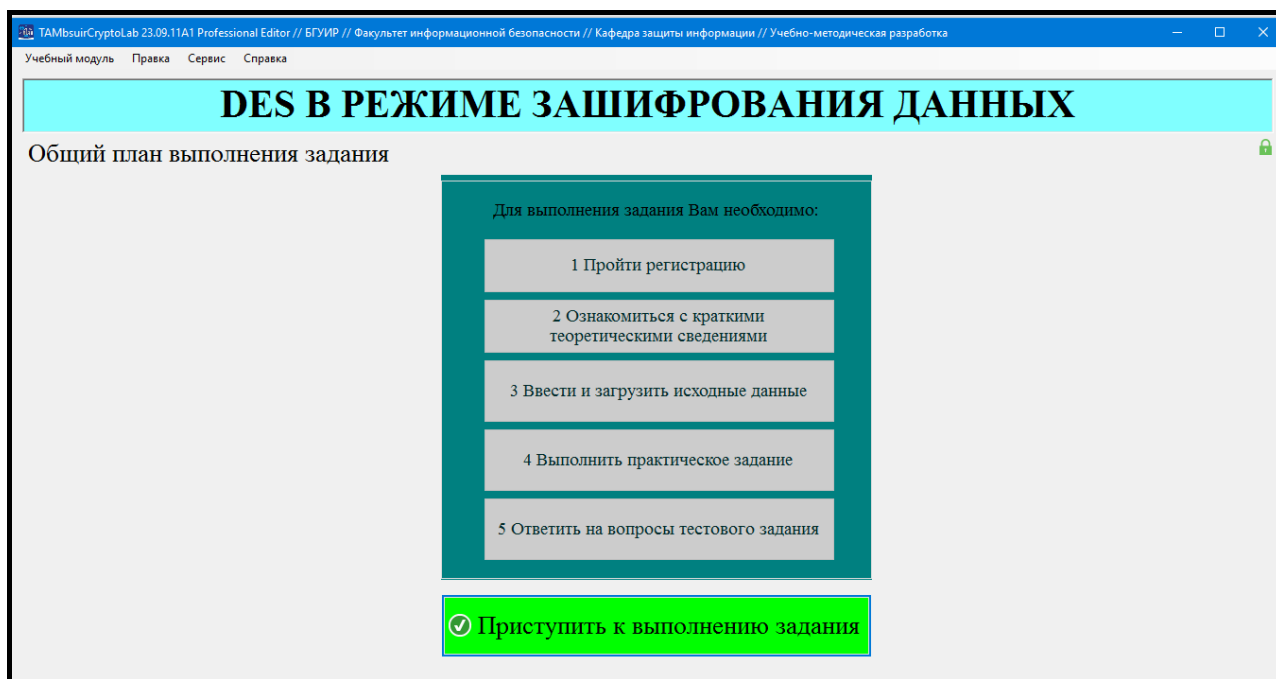 TAMbsuirCryptoLab 23.09.11A1 Professional Editor // БГУИР // Факультет информационной безопасности // Кафедра защиты информации // Учебно-методическая разработка
Учебный модуль Правка Сервис Справка
DES В РЕЖИМЕ ЗАШИФРОВАНИЯ ДАННЫХ
Общий план выполнения задания
Для выполнения задания Вам необходимо:
1 Пройти регистрацию
2 Ознакомиться с краткими
теоретическими сведениями
3 Ввести и загрузить исходные данные
4 Выполнить практическое задание
5 Ответить на вопросы тестового задания
Приступить к выполнению задания